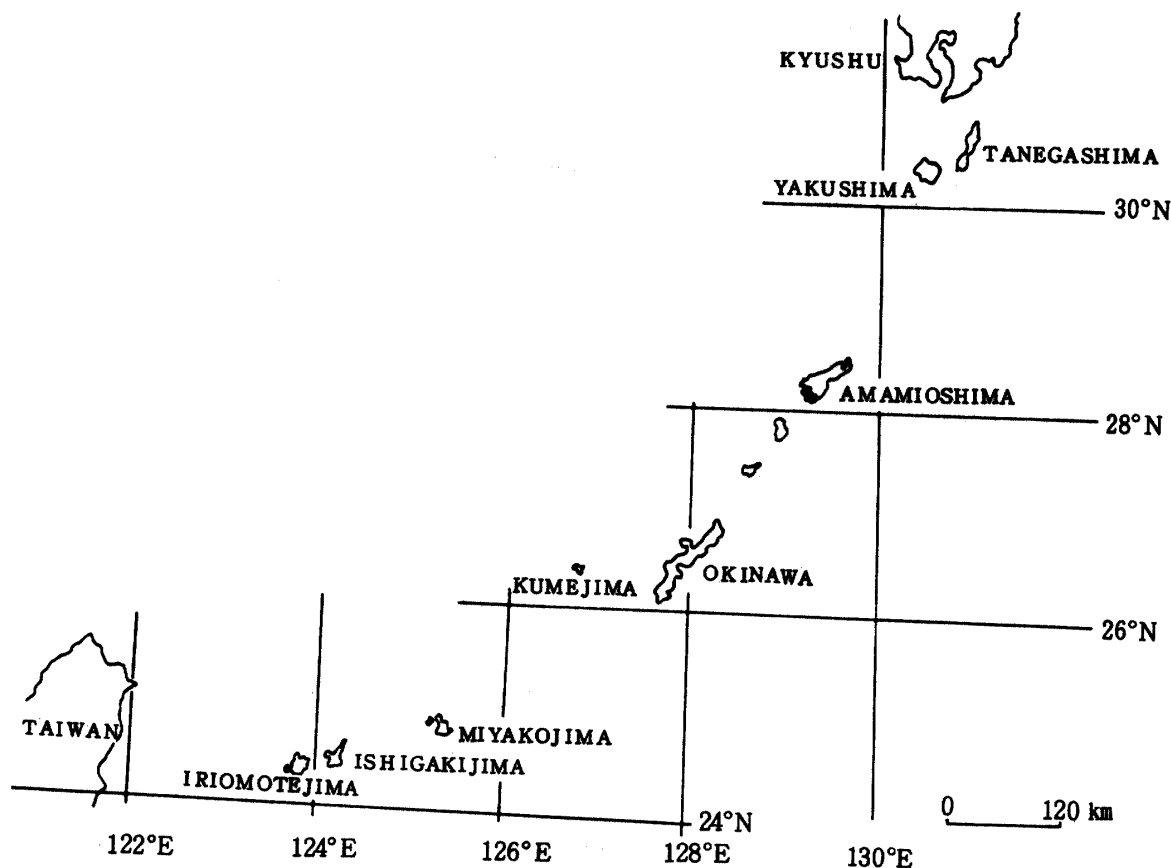 KYUSHU
TANEGASHIMA
YAKUSHIMA
30°N
AMAMIOSHIMA
28°N
OKINAWA
KUMEJIMA
26°N
TAIWAN
MIYAKOJIMA
ISHIGAKIJIMA
IRIOMOTEJIMA
0 120 km
24°N
122°E 124°E 126°E 128°E 130°E